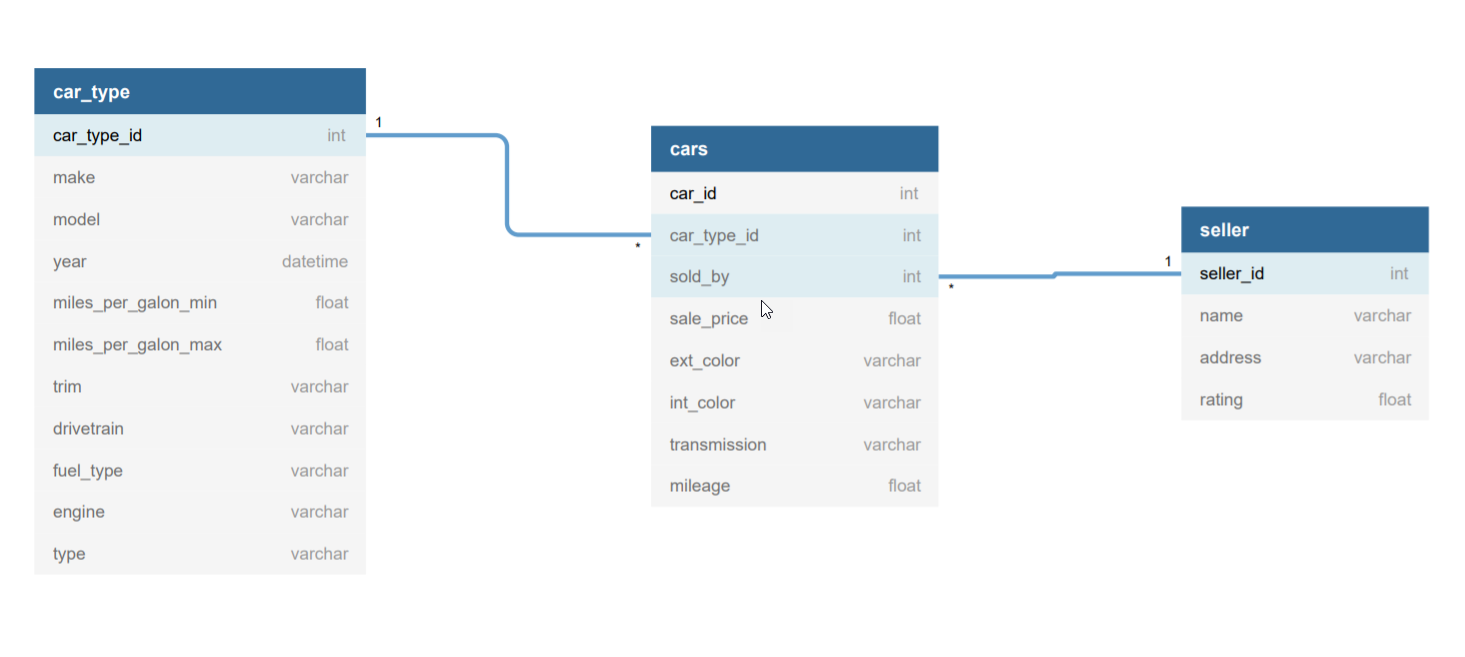 car_type
car_type_id int
make varchar
model varchar
year datetime
miles_per_galon_min float
miles_per_galon_max float
trim varchar
drivetrain varchar
fuel_type varchar
engine varchar
type varchar
1
*
cars
car_id int
car_type_id int
sold_by int
sale_price float
ext_color varchar
int_color varchar
transmission varchar
mileage float
*
1
seller
seller_id int
name varchar
address varchar
rating float